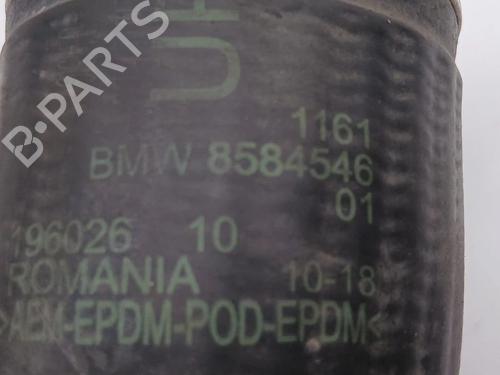 1161
BMW 8584546
01
196026 10
ROMANIA 10-18
>AEM-EPDM-POD-EPDM<
B-PARTS